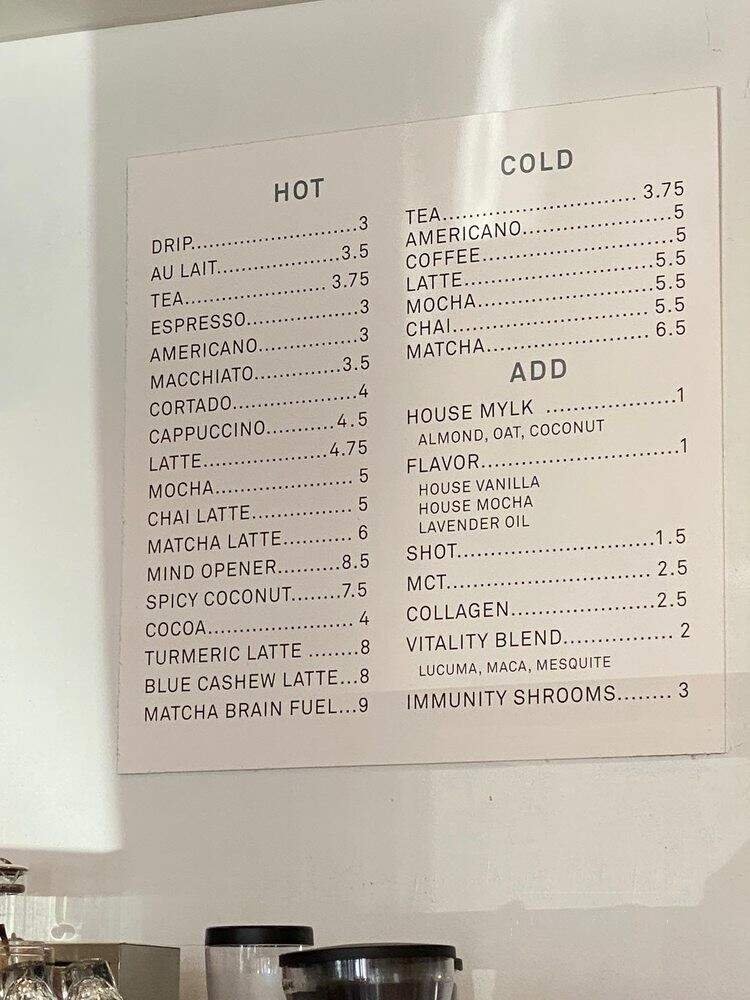 HOT
DRIP.........................3
AU LAIT...................3.5
TEA..................... 3.75
ESPRESSO.................3
AMERICANO...............3
MACCHIATO.............3.5
CORTADO...................4
CAPPUCCINO..........4.5
LATTE...................4.75
MOCHA..................... 5
CHAI LATTE............... 5
MATCHA LATTE.......... 6
MIND OPENER..........8.5
SPICY COCONUT.......7.5
COCOA...................... 4
TURMERIC LATTE ........8
BLUE CASHEW LATTE...8
MATCHA BRAIN FUEL...9
COLD
TEA............................. 3.75
AMERICANO......................5
COFFEE.............................5
LATTE............................5.5
MOCHA...........................5.5
CHAI............................. 5.5
MATCHA........................ 6.5
ADD
HOUSE MYLK ...................1
ALMOND, OAT, COCONUT
FLAVOR.............................1
HOUSE VANILLA
HOUSE MOCHA
LAVENDER OIL
SHOT.............................1.5
MCT.............................. 2.5
COLLAGEN.....................2.5
VITALITY BLEND................ 2
LUCUMA, MACA, MESQUITE
IMMUNITY SHROOMS........ 3